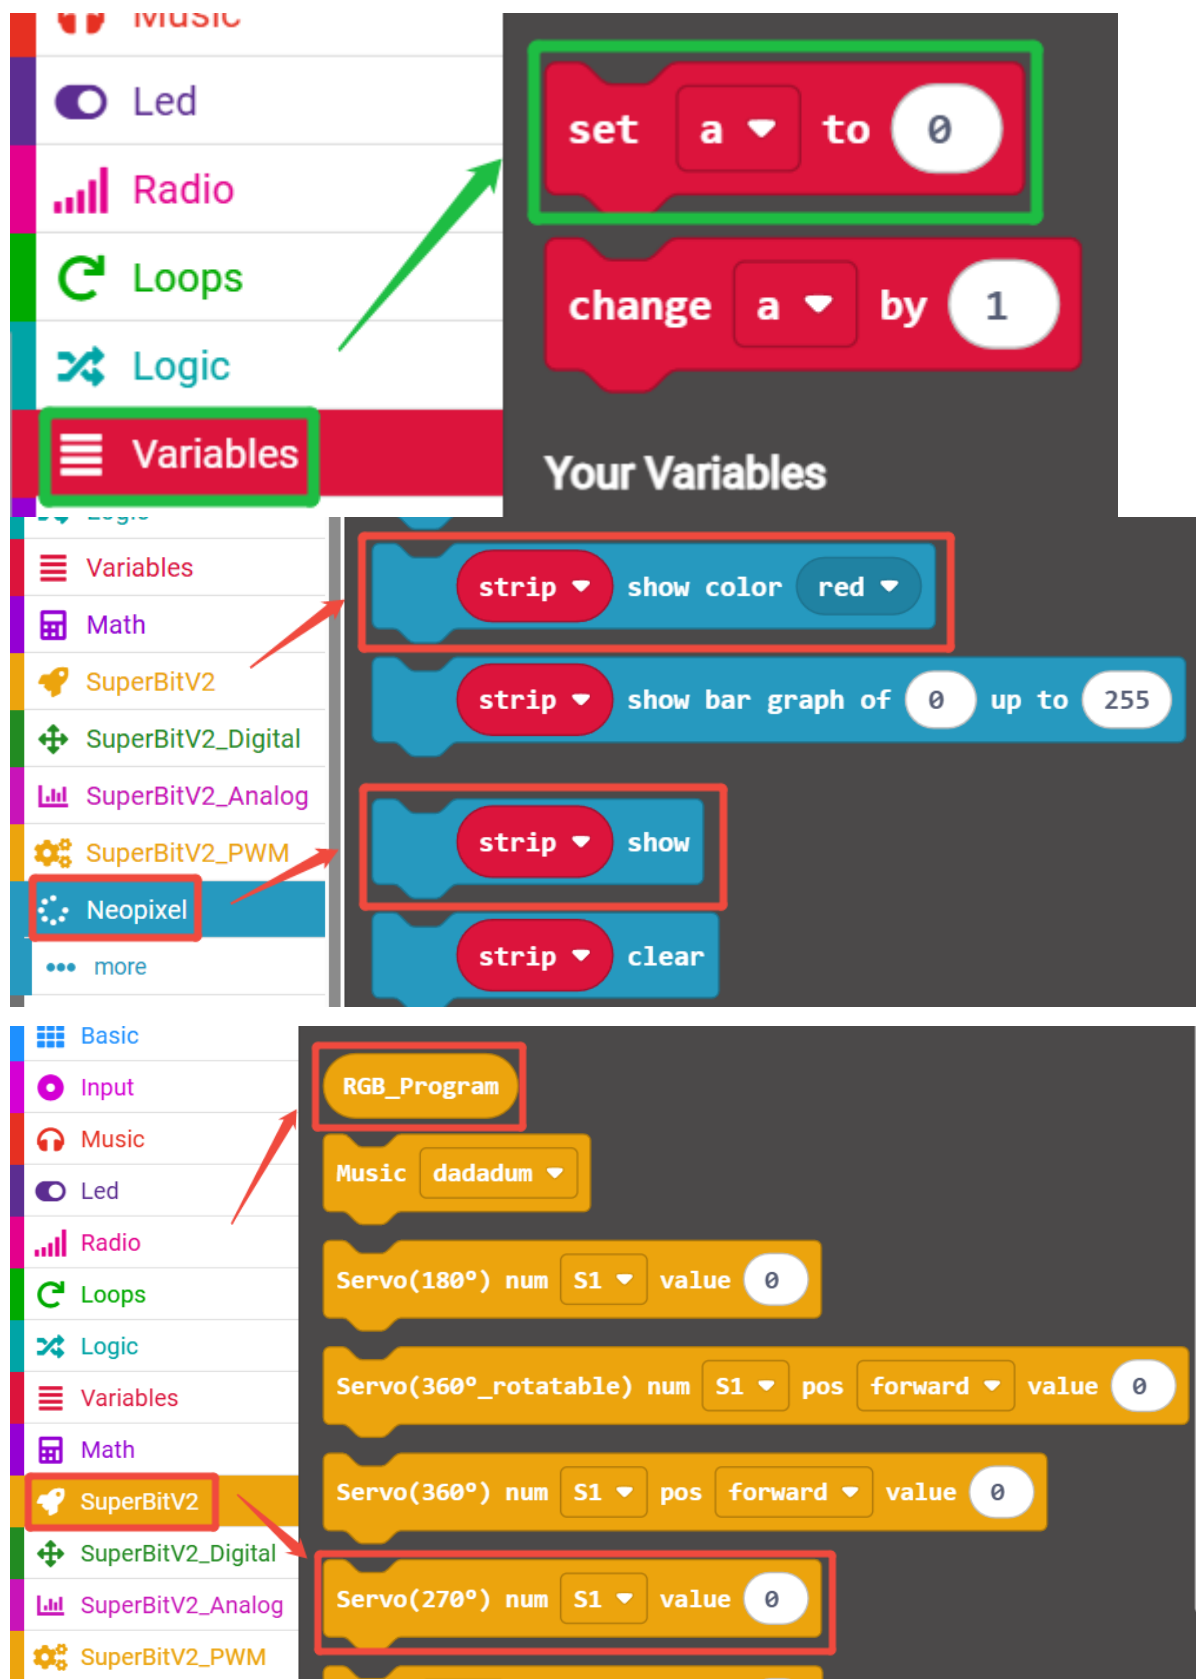 Music
Led
Radio
Loops
Logic
Variables
set a to 0
change a by 1
Your Variables
Logic
Variables
Math
SuperBitV2
SuperBitV2_Digital
SuperBitV2_Analog
SuperBitV2_PWM
Neopixel
more
strip show color red
strip show bar graph of 0 up to 255
strip show
strip clear
Basic
Input
Music
Led
Radio
Loops
Logic
Variables
Math
SuperBitV2
SuperBitV2_Digital
SuperBitV2_Analog
SuperBitV2_PWM
RGB_Program
Music dadadum
Servo(180°) num S1 value 0
Servo(360°_rotatable) num S1 pos forward value 0
Servo(360°) num S1 pos forward value 0
Servo(270°) num S1 value 0